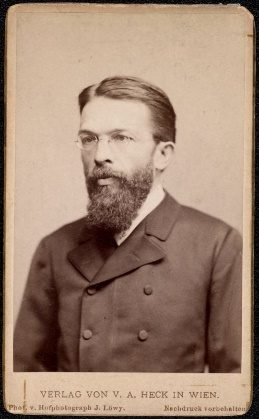 VERLAG VON V. A. HECK IN WIEN.
Phot. v. Hofphotograph J. Löwy. Nachdruck vorbehalten.